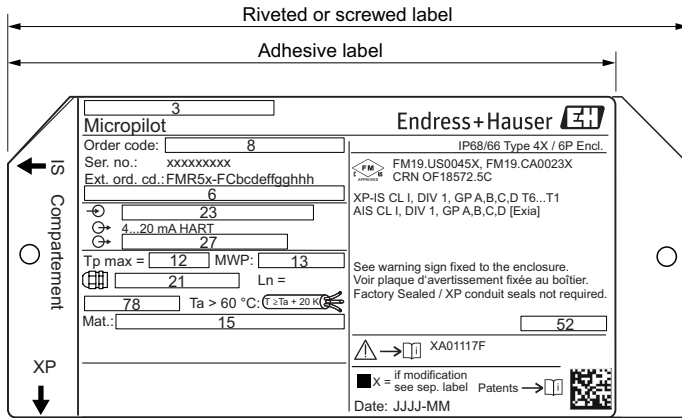 Riveted or screwed label
Adhesive label
3
Micropilot
Endress+Hauser EH
Order code: 8
Ser. no.: xxxxxxxxx
Ext. ord. cd.: FMR5x-FCbcdeffgghhh
6
23
4...20 mA HART
27
Tp max = 12 MWP: 13
21 Ln =
78 Ta > 60 °C: T ≥Ta + 20 K
Mat.: 15
IP68/66 Type 4X / 6P Encl.
FM
C US
APPROVED
FM19.US0045X, FM19.CA0023X
CRN OF18572.5C
XP-IS CL I, DIV 1, GP A,B,C,D T6...T1
AIS CL I, DIV 1, GP A,B,C,D [Exia]
See warning sign fixed to the enclosure.
Voir plaque d'avertissement fixée au boîtier.
Factory Sealed / XP conduit seals not required.
52
XA01117F
X = if modification
see sep. label
Patents
Date: JJJJ-MM
IS
Compartement
XP